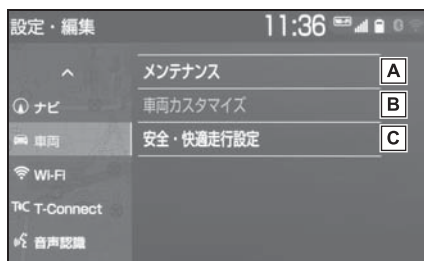 設定・編集 11:36
メンテナンス A
ナビ
車両カスタマイズ B
車両
安全・快適走行設定 C
Wi-Fi
T-Connect
音声認識